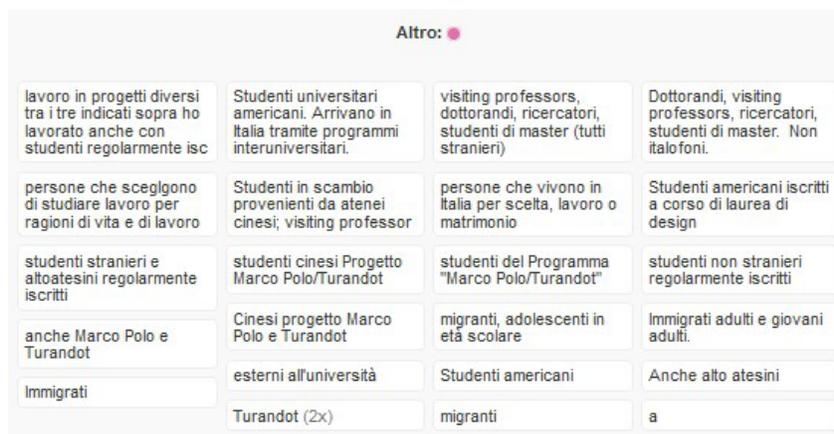 Altro:
lavoro in progetti diversi
tra i tre indicati sopra ho
lavorato anche con
studenti regolarmente isc
persone che sceglgono
di studiare lavoro per
ragioni di vita e di lavoro
studenti stranieri e
altoatesini regolarmente
iscritti
anche Marco Polo e
Turandot
Immigrati
Studenti universitari
americani. Arrivano in
Italia tramite programmi
interuniversitari.
Studenti in scambio
provenienti da atenei
cinesi; visiting professor
studenti cinesi Progetto
Marco Polo/Turandot
Cinesi progetto Marco
Polo e Turandot
esterni all'università
Turandot (2x)
visiting professors,
dottorandi, ricercatori,
studenti di master (tutti
stranieri)
persone che vivono in
Italia per scelta, lavoro o
matrimonio
studenti del Programma
"Marco Polo/Turandot"
migranti, adolescenti in
età scolare
Studenti americani
migranti
Dottorandi, visiting
professors, ricercatori,
studenti di master. Non
italofoni.
Studenti americani iscritti
a corso di laurea di
design
studenti non stranieri
regolarmente iscritti
Immigrati adulti e giovani
adulti.
Anche alto atesini
a